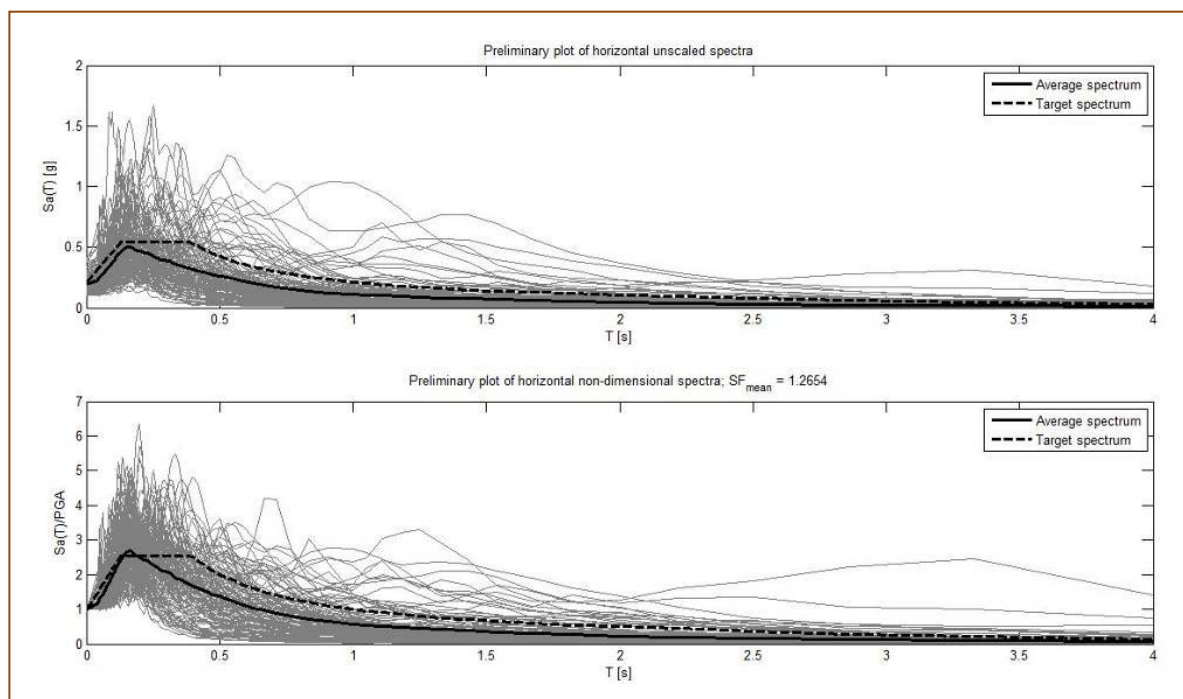 Preliminary plot of horizontal unscaled spectra
2
1.5
1
0.5
0
Sa(T) [g]
Average spectrum
Target spectrum
0 0.5 1 1.5 2 2.5 3 3.5 4
T [s]
Preliminary plot of horizontal non-dimensional spectra; SFmean = 1.2654
7
6
5
4
3
2
1
0
Sa(T)/PGA
Average spectrum
Target spectrum
0 0.5 1 1.5 2 2.5 3 3.5 4
T [s]